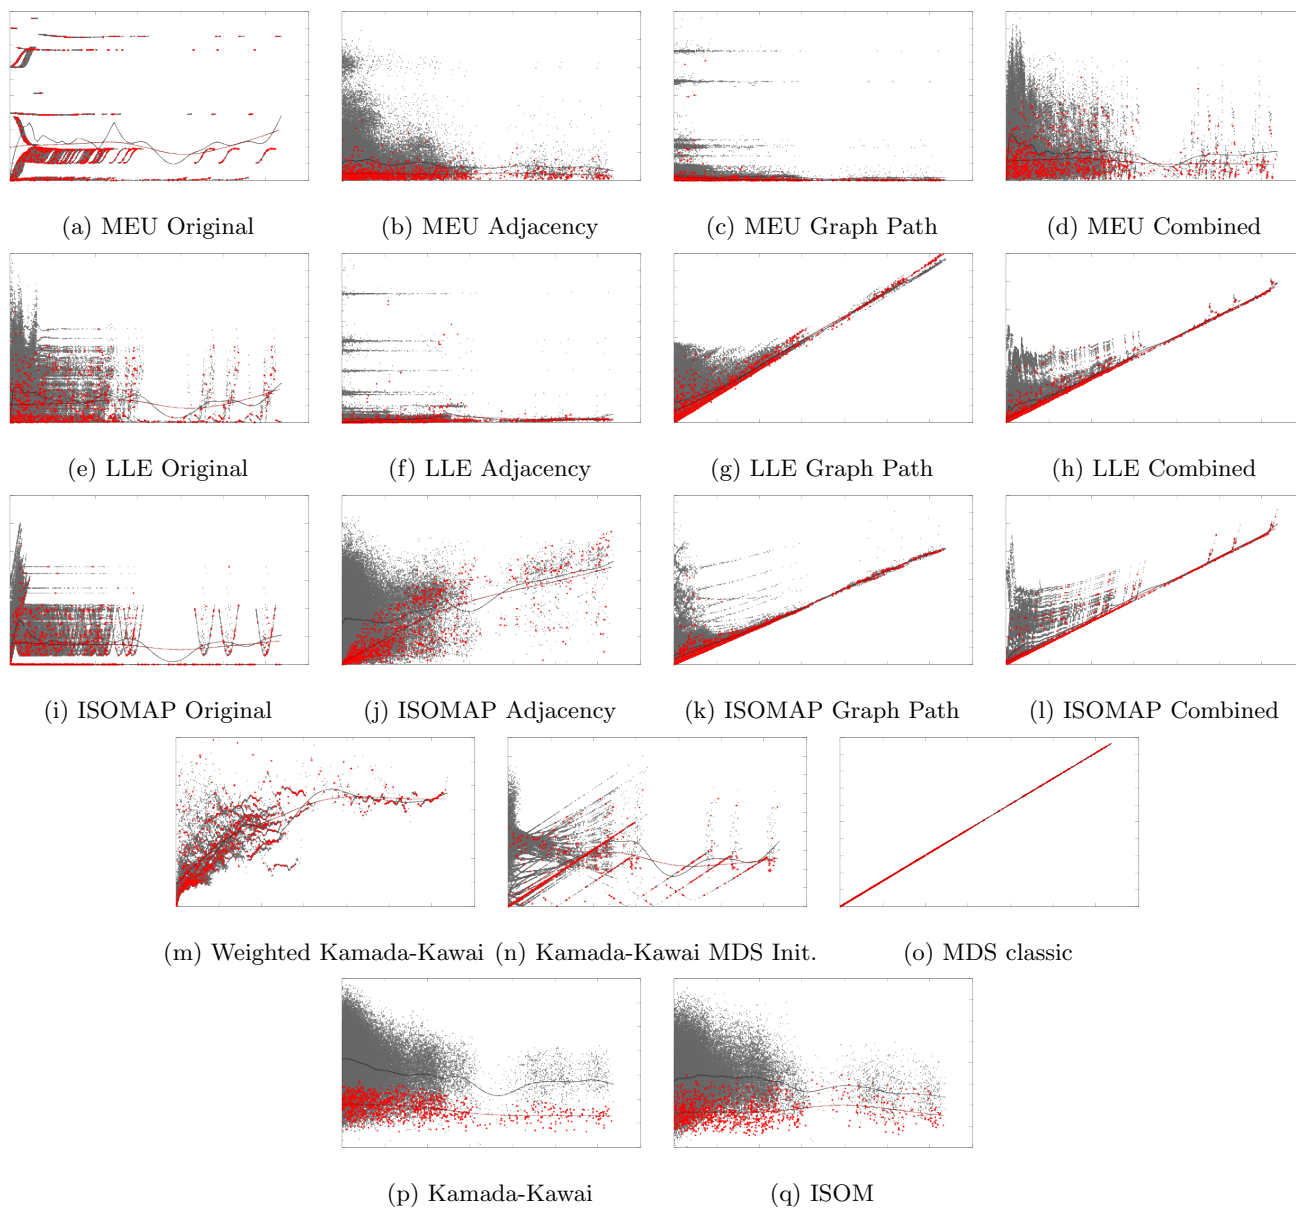 (a) MEU Original (b) MEU Adjacency (c) MEU Graph Path (d) MEU Combined
(e) LLE Original (f) LLE Adjacency (g) LLE Graph Path (h) LLE Combined
(i) ISOMAP Original (j) ISOMAP Adjacency (k) ISOMAP Graph Path (l) ISOMAP Combined
(m) Weighted Kamada-Kawai (n) Kamada-Kawai MDS Init. (o) MDS classic
(p) Kamada-Kawai (q) ISOM